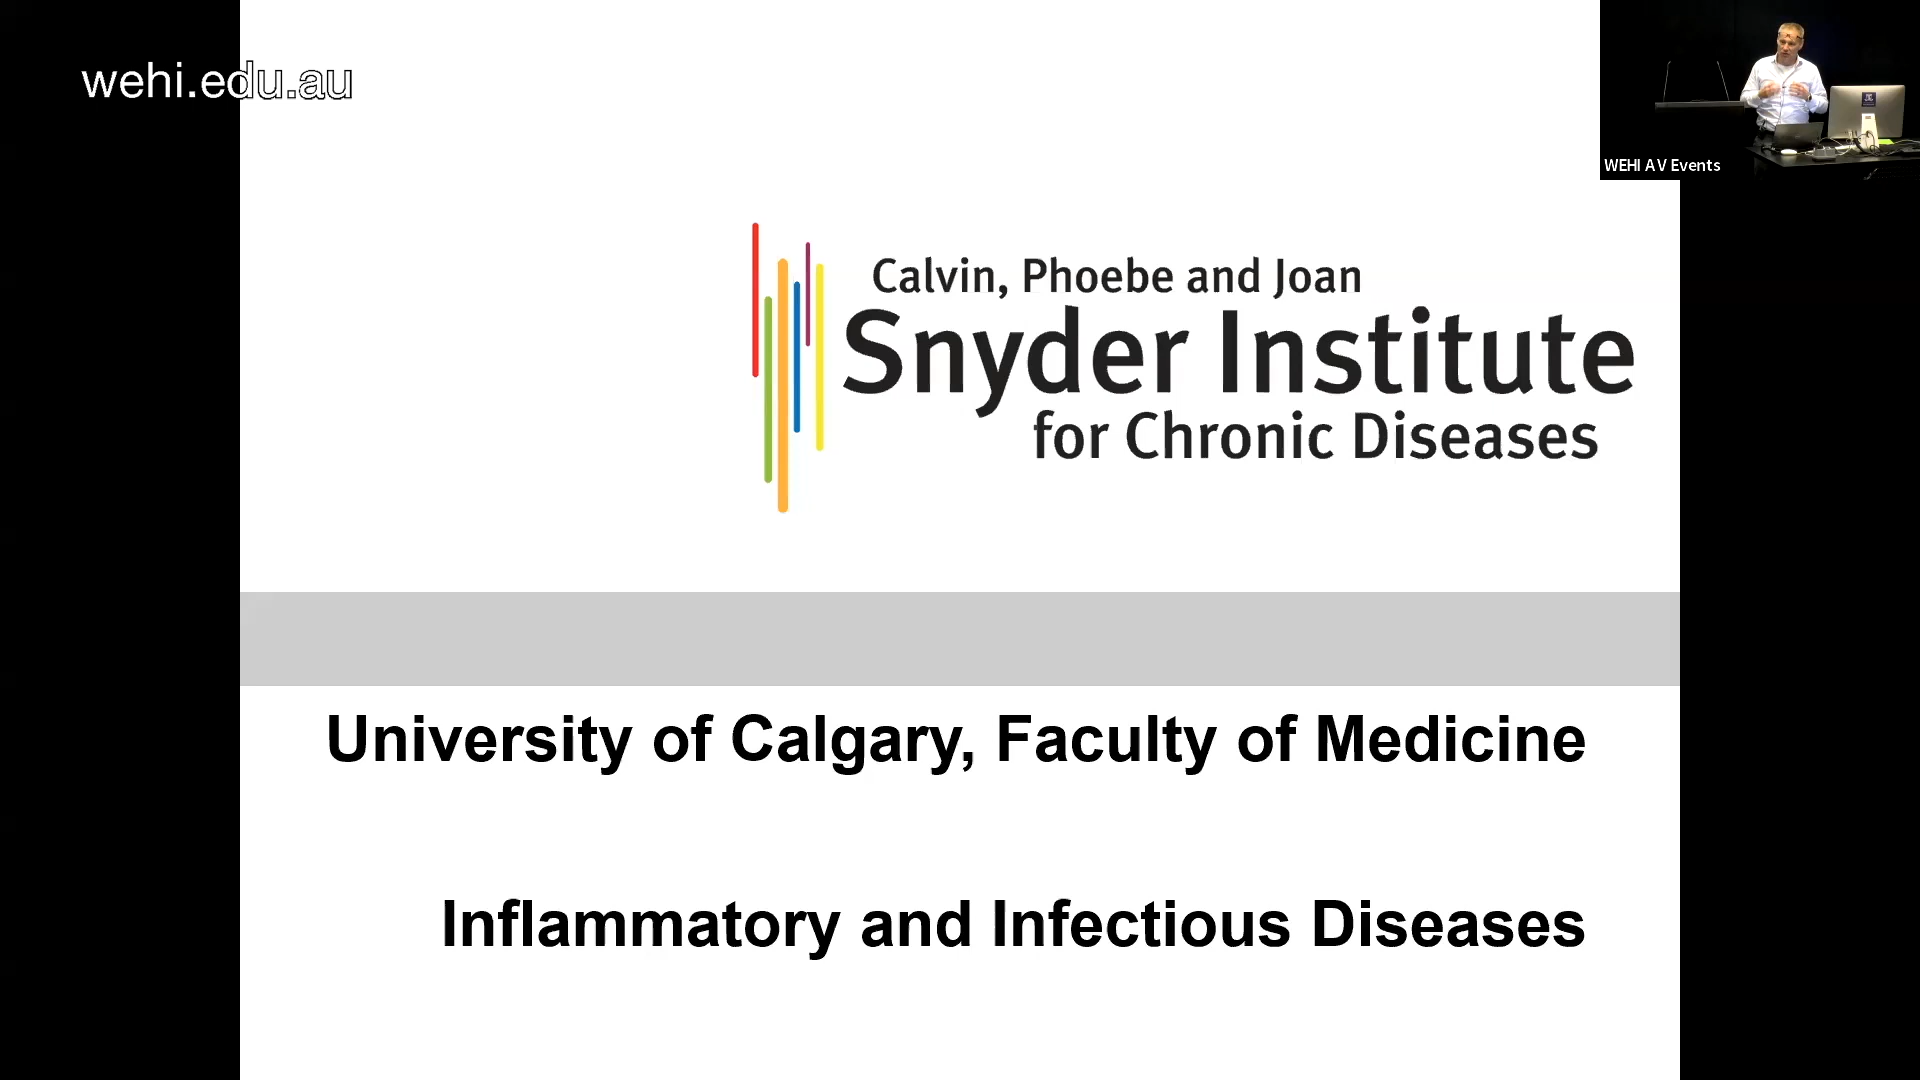 wehi.edu.au
WEHI AV Events
Calvin, Phoebe and Joan
Snyder Institute
for Chronic Diseases
University of Calgary, Faculty of Medicine
Inflammatory and Infectious Diseases